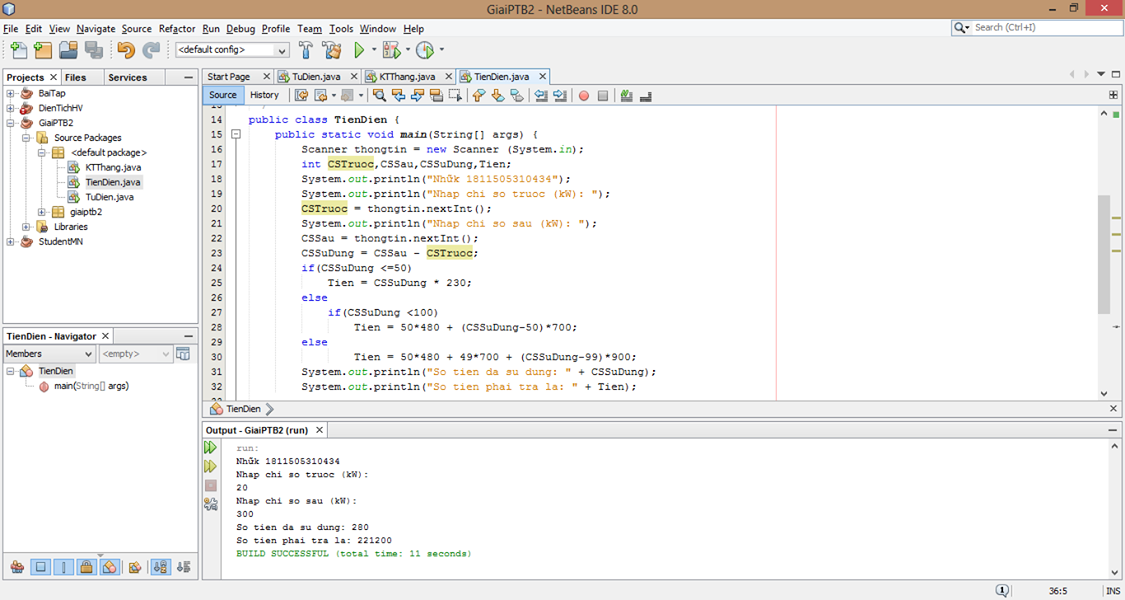 GiaiPTB2 - NetBeans IDE 8.0
File Edit View Navigate Source Refactor Run Debug Profile Team Tools Window Help
Search (Ctrl+I)
<default config>
Projects Files Services
BaiTap
DienTichHV
GiaiPTB2
Source Packages
<default package>
KTThang.java
TienDien.java
TuDien.java
giaiptb2
Libraries
StudentMN
TienDien - Navigator
Members <empty>
TienDien
main(String[] args)
Start Page TuDien.java KTThang.java TienDien.java
Source History
14 public class TienDien {
15 public static void main(String[] args) {
16 Scanner thongtin = new Scanner (System.in);
17 int CSTruoc,CSSau,CSSuDung,Tien;
18 System.out.println("Nhữk 1811505310434");
19 System.out.println("Nhap chi so truoc (kW): ");
20 CSTruoc = thongtin.nextInt();
21 System.out.println("Nhap chi so sau (kW): ");
22 CSSau = thongtin.nextInt();
23 CSSuDung = CSSau - CSTruoc;
24 if(CSSuDung <=50)
25 Tien = CSSuDung * 230;
26 else
27 if(CSSuDung <100)
28 Tien = 50*480 + (CSSuDung-50)*700;
29 else
30 Tien = 50*480 + 49*700 + (CSSuDung-99)*900;
31 System.out.println("So tien da su dung: " + CSSuDung);
32 System.out.println("So tien phai tra la: " + Tien);
TienDien
Output - GiaiPTB2 (run)
run:
Nhữk 1811505310434
Nhap chi so truoc (kW):
20
Nhap chi so sau (kW):
300
So tien da su dung: 280
So tien phai tra la: 221200
BUILD SUCCESSFUL (total time: 11 seconds)
1 36:5 INS